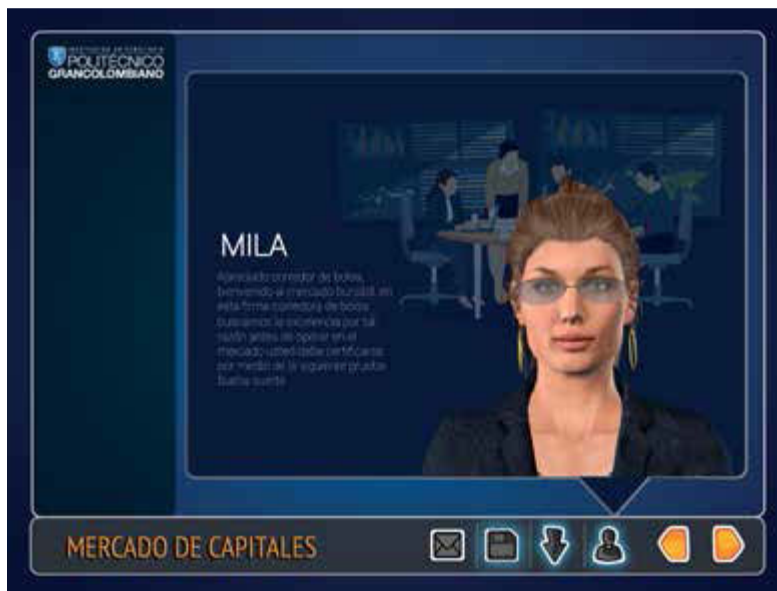 POLITÉCNICO
GRANCOLOMBIANO
MILA
Apreciado corredor de bolsa,
bienvenido al mercado bursátil, en
esta firma corredora de bolsa
buscamos la excelencia por tal
razón antes de operar en el
mercado usted debe certificarse
por medio de la siguiente prueba
buena suerte
MERCADO DE CAPITALES